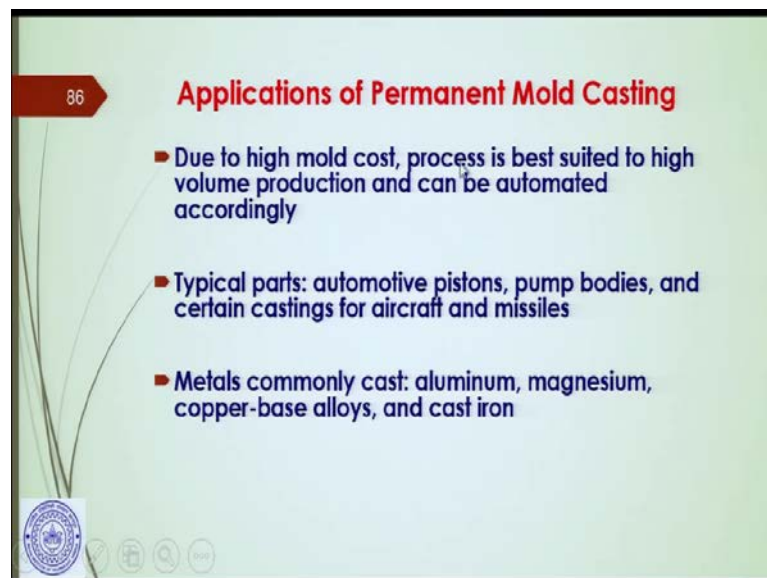 86
Applications of Permanent Mold Casting
Due to high mold cost, process is best suited to high
volume production and can be automated
accordingly
Typical parts: automotive pistons, pump bodies, and
certain castings for aircraft and missiles
Metals commonly cast: aluminum, magnesium,
copper-base alloys, and cast iron